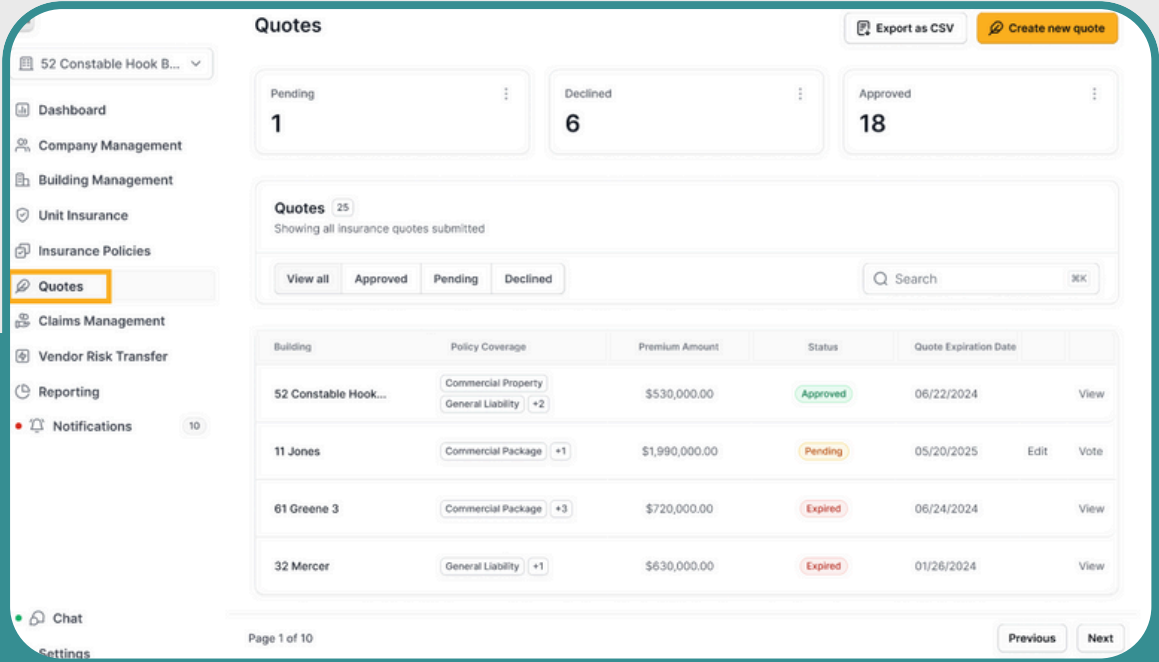 Quotes
Export as CSV
Create new quote
52 Constable Hook B...
Dashboard
Company Management
Building Management
Unit Insurance
Insurance Policies
Quotes
Claims Management
Vendor Risk Transfer
Reporting
Notifications 10
Chat
Settings
Pending
1
Declined
6
Approved
18
Quotes 25
Showing all insurance quotes submitted
View all Approved Pending Declined
Search ⌘K
Building Policy Coverage Premium Amount Status Quote Expiration Date
52 Constable Hook... Commercial Property General Liability +2 $530,000.00 Approved 06/22/2024 View
11 Jones Commercial Package +1 $1,990,000.00 Pending 05/20/2025 Edit Vote
61 Greene 3 Commercial Package +3 $720,000.00 Expired 06/24/2024 View
32 Mercer General Liability +1 $630,000.00 Expired 01/26/2024 View
Page 1 of 10
Previous Next